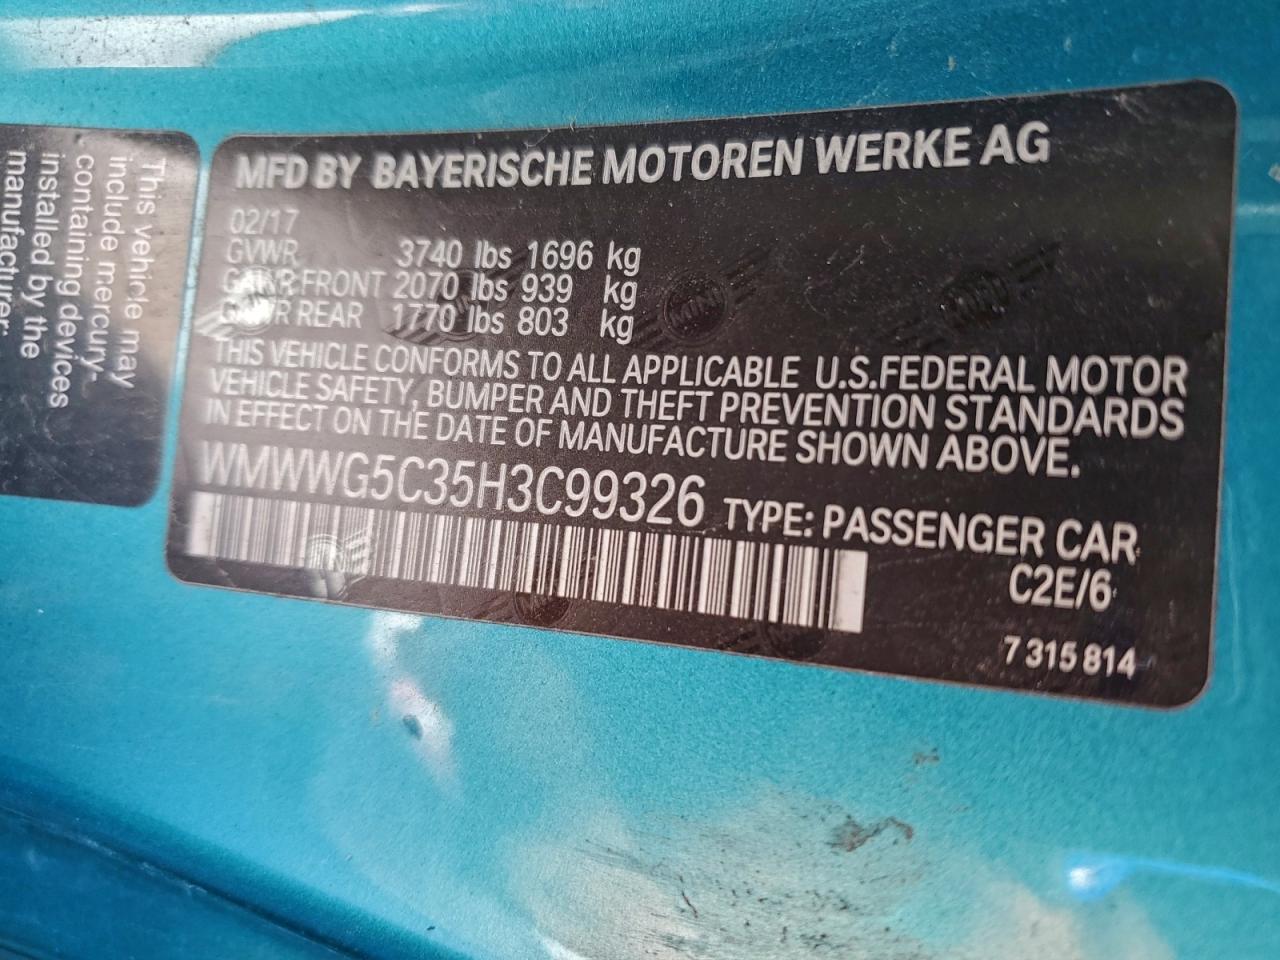 MFD BY BAYERISCHE MOTOREN WERKE AG
02/17
GVWR 3740 lbs 1696 kg
GAWR FRONT 2070 lbs 939 kg
GAWR REAR 1770 lbs 803 kg
THIS VEHICLE CONFORMS TO ALL APPLICABLE U.S.FEDERAL MOTOR
VEHICLE SAFETY, BUMPER AND THEFT PREVENTION STANDARDS
IN EFFECT ON THE DATE OF MANUFACTURE SHOWN ABOVE.
WMWWG5C35H3C99326 TYPE: PASSENGER CAR
C2E/6
7 315 814
This vehicle may
include mercury-
containing devices
installed by the
manufacturer:
MINI